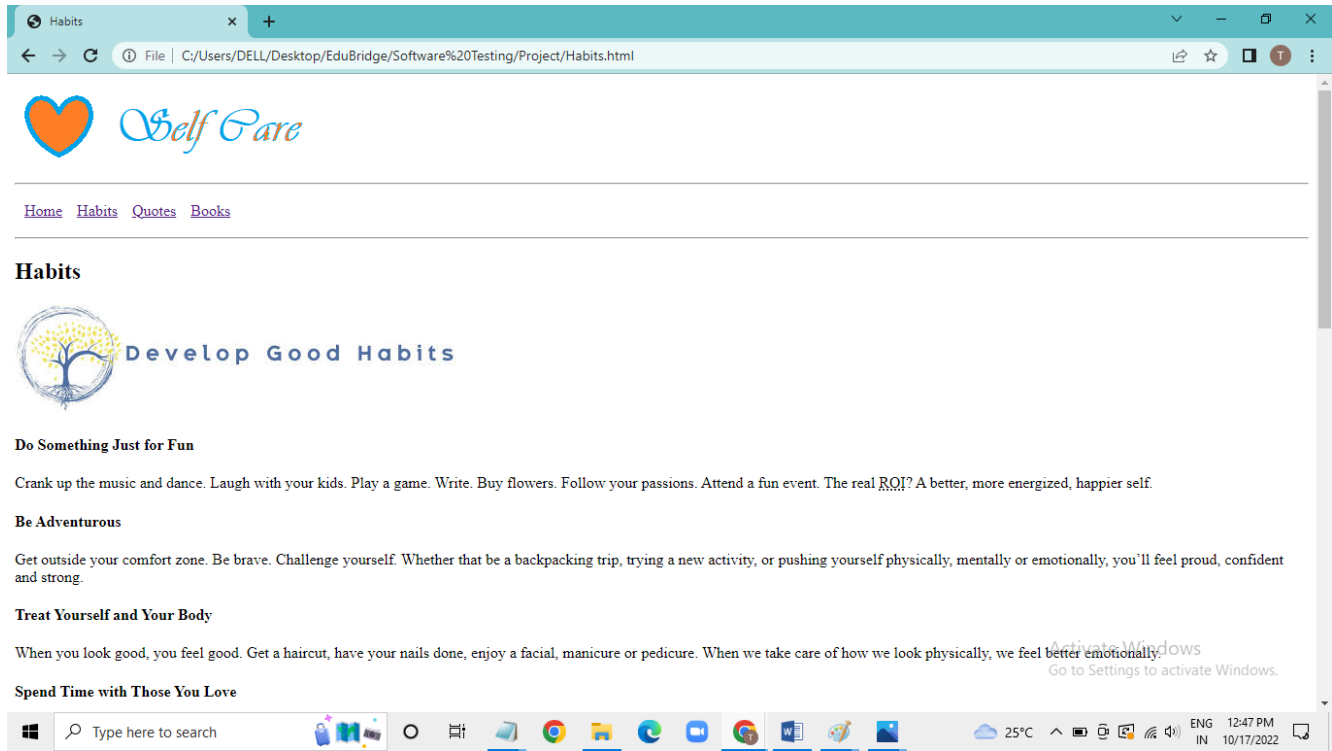 Habits
File | C:/Users/DELL/Desktop/EduBridge/Software%20Testing/Project/Habits.html
T
Self Care
Home Habits Quotes Books
Habits
Develop Good Habits
Do Something Just for Fun
Crank up the music and dance. Laugh with your kids. Play a game. Write. Buy flowers. Follow your passions. Attend a fun event. The real ROI? A better, more energized, happier self.
Be Adventurous
Get outside your comfort zone. Be brave. Challenge yourself. Whether that be a backpacking trip, trying a new activity, or pushing yourself physically, mentally or emotionally, you’ll feel proud, confident
and strong.
Treat Yourself and Your Body
When you look good, you feel good. Get a haircut, have your nails done, enjoy a facial, manicure or pedicure. When we take care of how we look physically, we feel better emotionally.
Activate Windows
Go to Settings to activate Windows.
Spend Time with Those You Love
Type here to search
25°C
ENG
IN
12:47 PM
10/17/2022